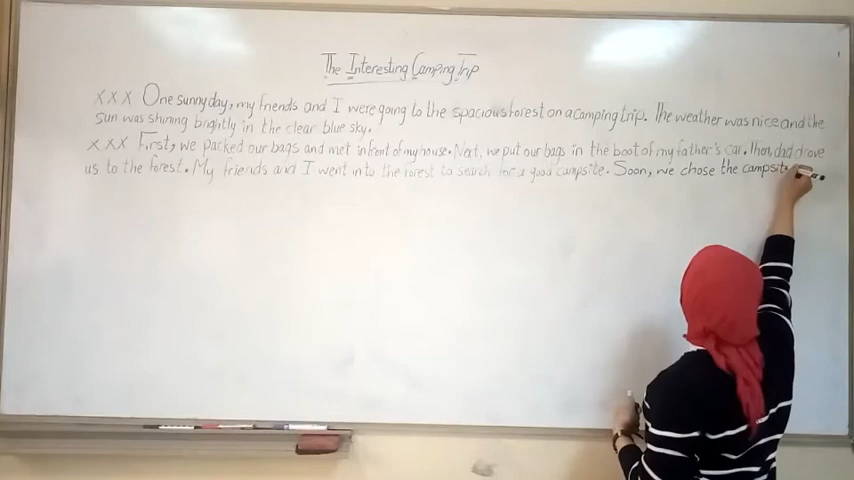 The Interesting Camping Trip
xxx One sunny day, my friends and I were going to the spacious forest on a camping trip. The weather was nice and the
sun was shining brightly in the clear blue sky.
xxx First, we packed our bags and met in front of my house. Next, we put our bags in the boot of my father's car. Then, dad drove
us to the forest. My friends and I went into the forest to search for a good campsite. Soon, we chose the campsite